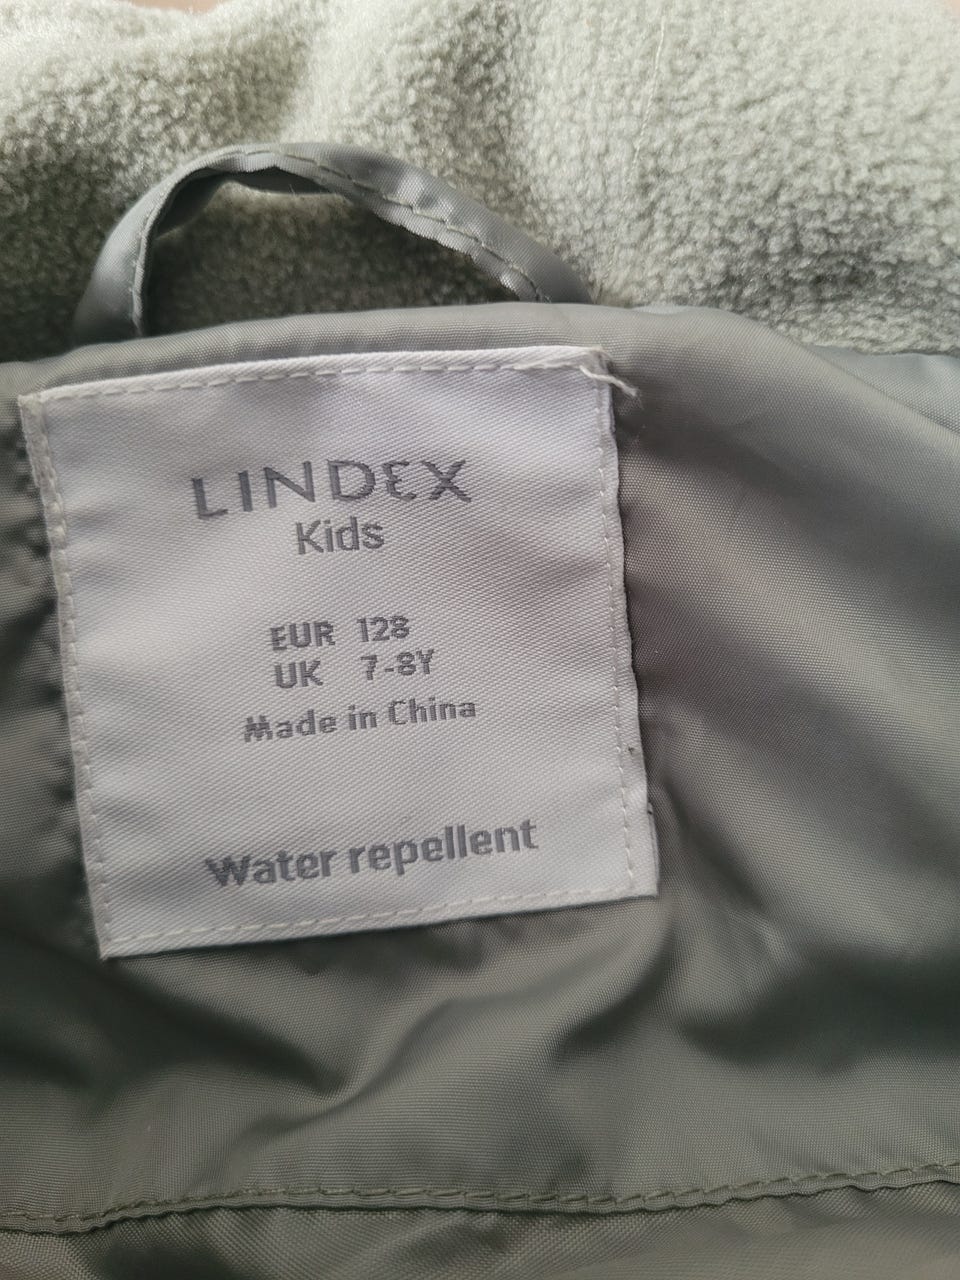 LINDEX
Kids
EUR 128
UK 7-8Y
Made in China
Water repellent